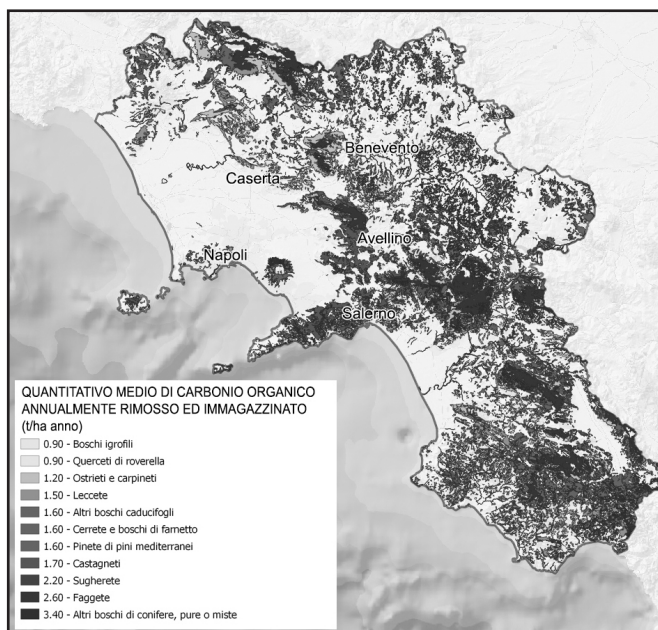 Benevento
Caserta
Avellino
Napoli
Salerno
QUANTITATIVO MEDIO DI CARBONIO ORGANICO
ANNUALMENTE RIMOSSO ED IMMAGAZZINATO
(t/ha anno)
0.90 - Boschi igrofili
0.90 - Querceti di roverella
1.20 - Ostrieti e carpineti
1.50 - Leccete
1.60 - Altri boschi caducifogli
1.60 - Cerrete e boschi di farnetto
1.60 - Pinete di pini mediterranei
1.70 - Castagneti
2.20 - Sugherete
2.60 - Faggete
3.40 - Altri boschi di conifere, pure o miste